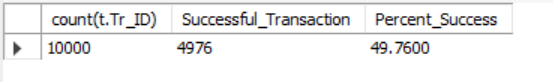 count(t.Tr_ID) Successful_Transaction Percent_Success
10000 4976 49.7600